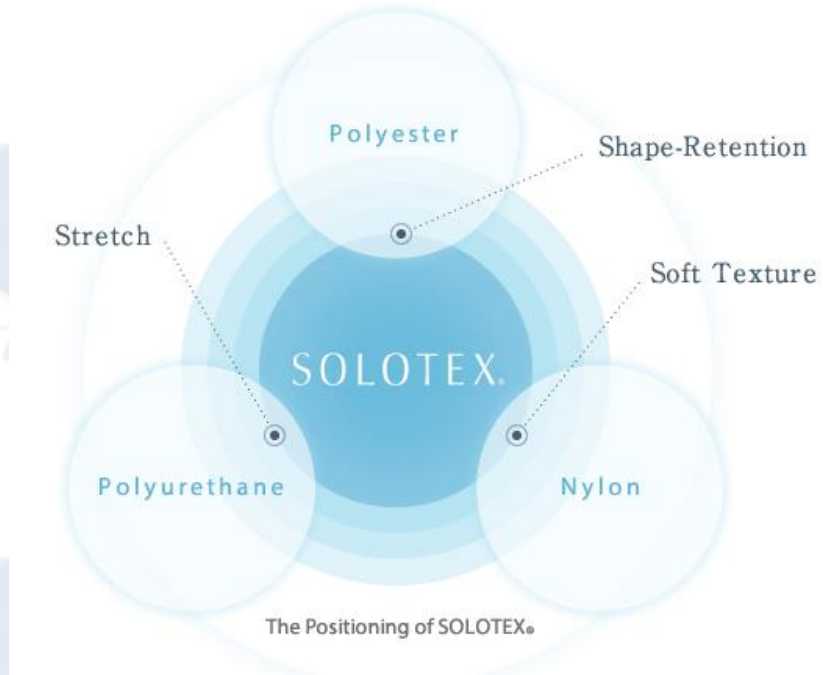 Polyester
Shape-Retention
Stretch
Soft Texture
SOLOTEX®
Polyurethane
Nylon
The Positioning of SOLOTEX®